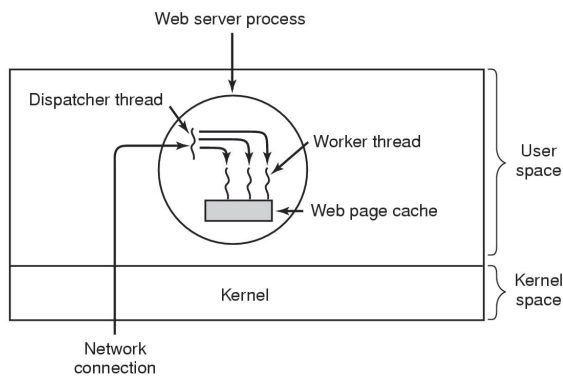 Web server process
Dispatcher thread
Worker thread
User
space
Web page cache
Kernel
Kernel
space
Network
connection